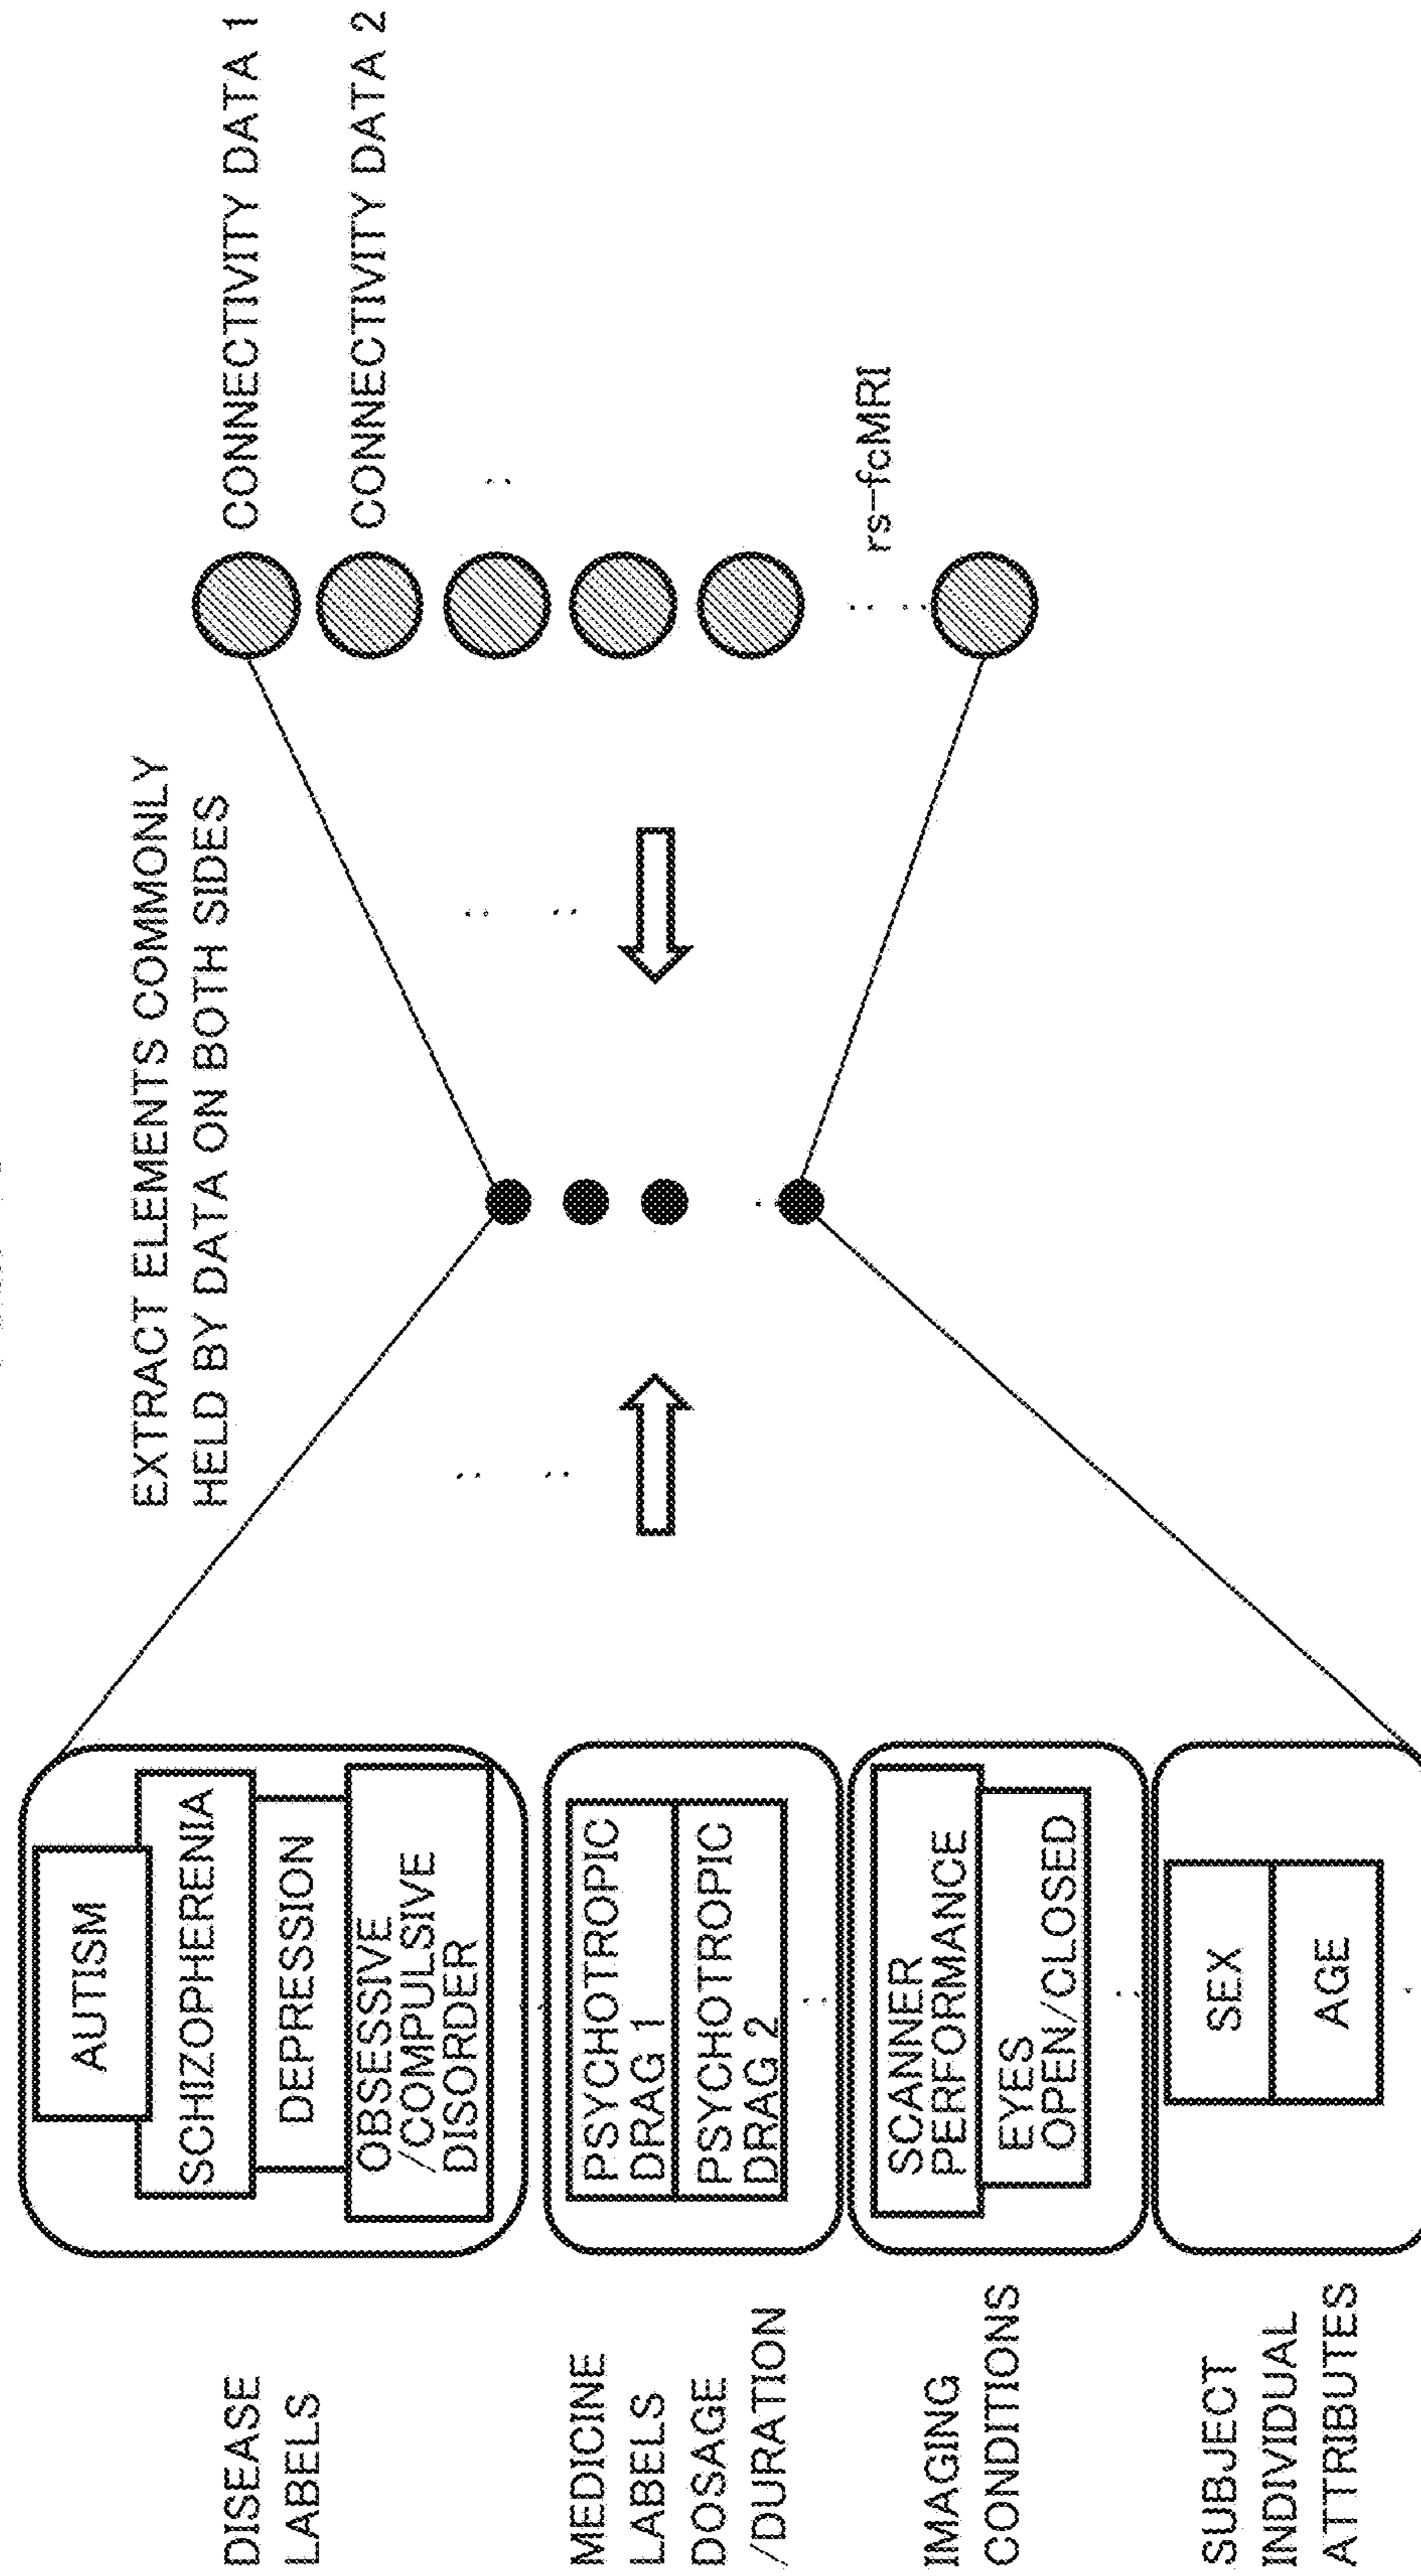 EXTRACT ELEMENTS COMMONLY
HELD BY DATA ON BOTH SIDES
DISEASE
LABELS
AUTISM
SCHIZOPHERENIA
DEPRESSION
OBSESSIVE
/COMPULSIVE
DISORDER
MEDICINE
LABELS
DOSAGE
/DURATION
PSYCHOTROPIC
DRAG 1
PSYCHOTROPIC
DRAG 2
IMAGING
CONDITIONS
SCANNER
PERFORMANCE
EYES
OPEN/CLOSED
SUBJECT
INDIVIDUAL
ATTRIBUTES
SEX
AGE
CONNECTIVITY DATA 1
CONNECTIVITY DATA 2
rs-fcMRI